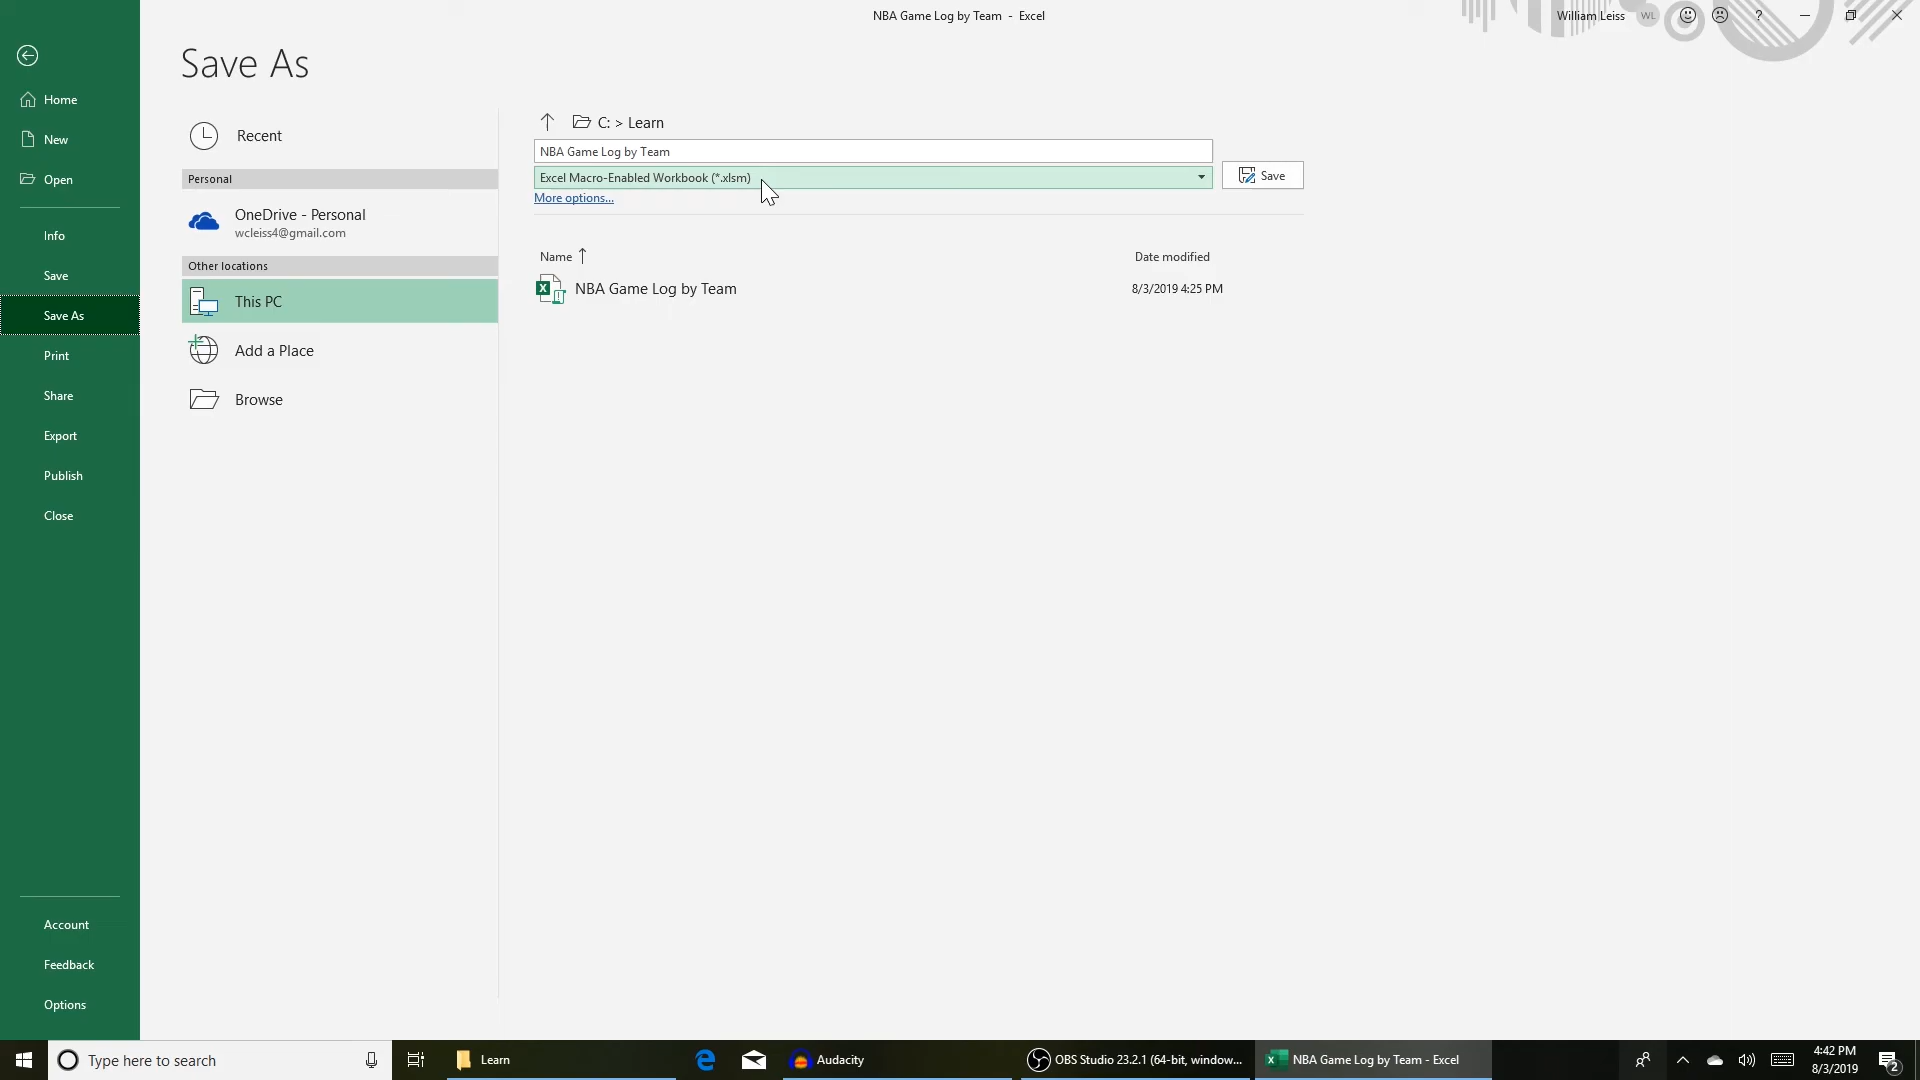 NBA Game Log by Team - Excel
William Leiss WL ?
Save As
Home
New
Open
Info
Save
Save As
Print
Share
Export
Publish
Close
Account
Feedback
Options
Recent
Personal
OneDrive - Personal
wcleiss4@gmail.com
Other locations
This PC
Add a Place
Browse
C: > Learn
NBA Game Log by Team
Excel Macro-Enabled Workbook (*.xlsm)
Save
More options...
Name Date modified
NBA Game Log by Team 8/3/2019 4:25 PM
Type here to search
Learn
Audacity
OBS Studio 23.2.1 (64-bit, window...
NBA Game Log by Team - Excel
4:42 PM
8/3/2019
2